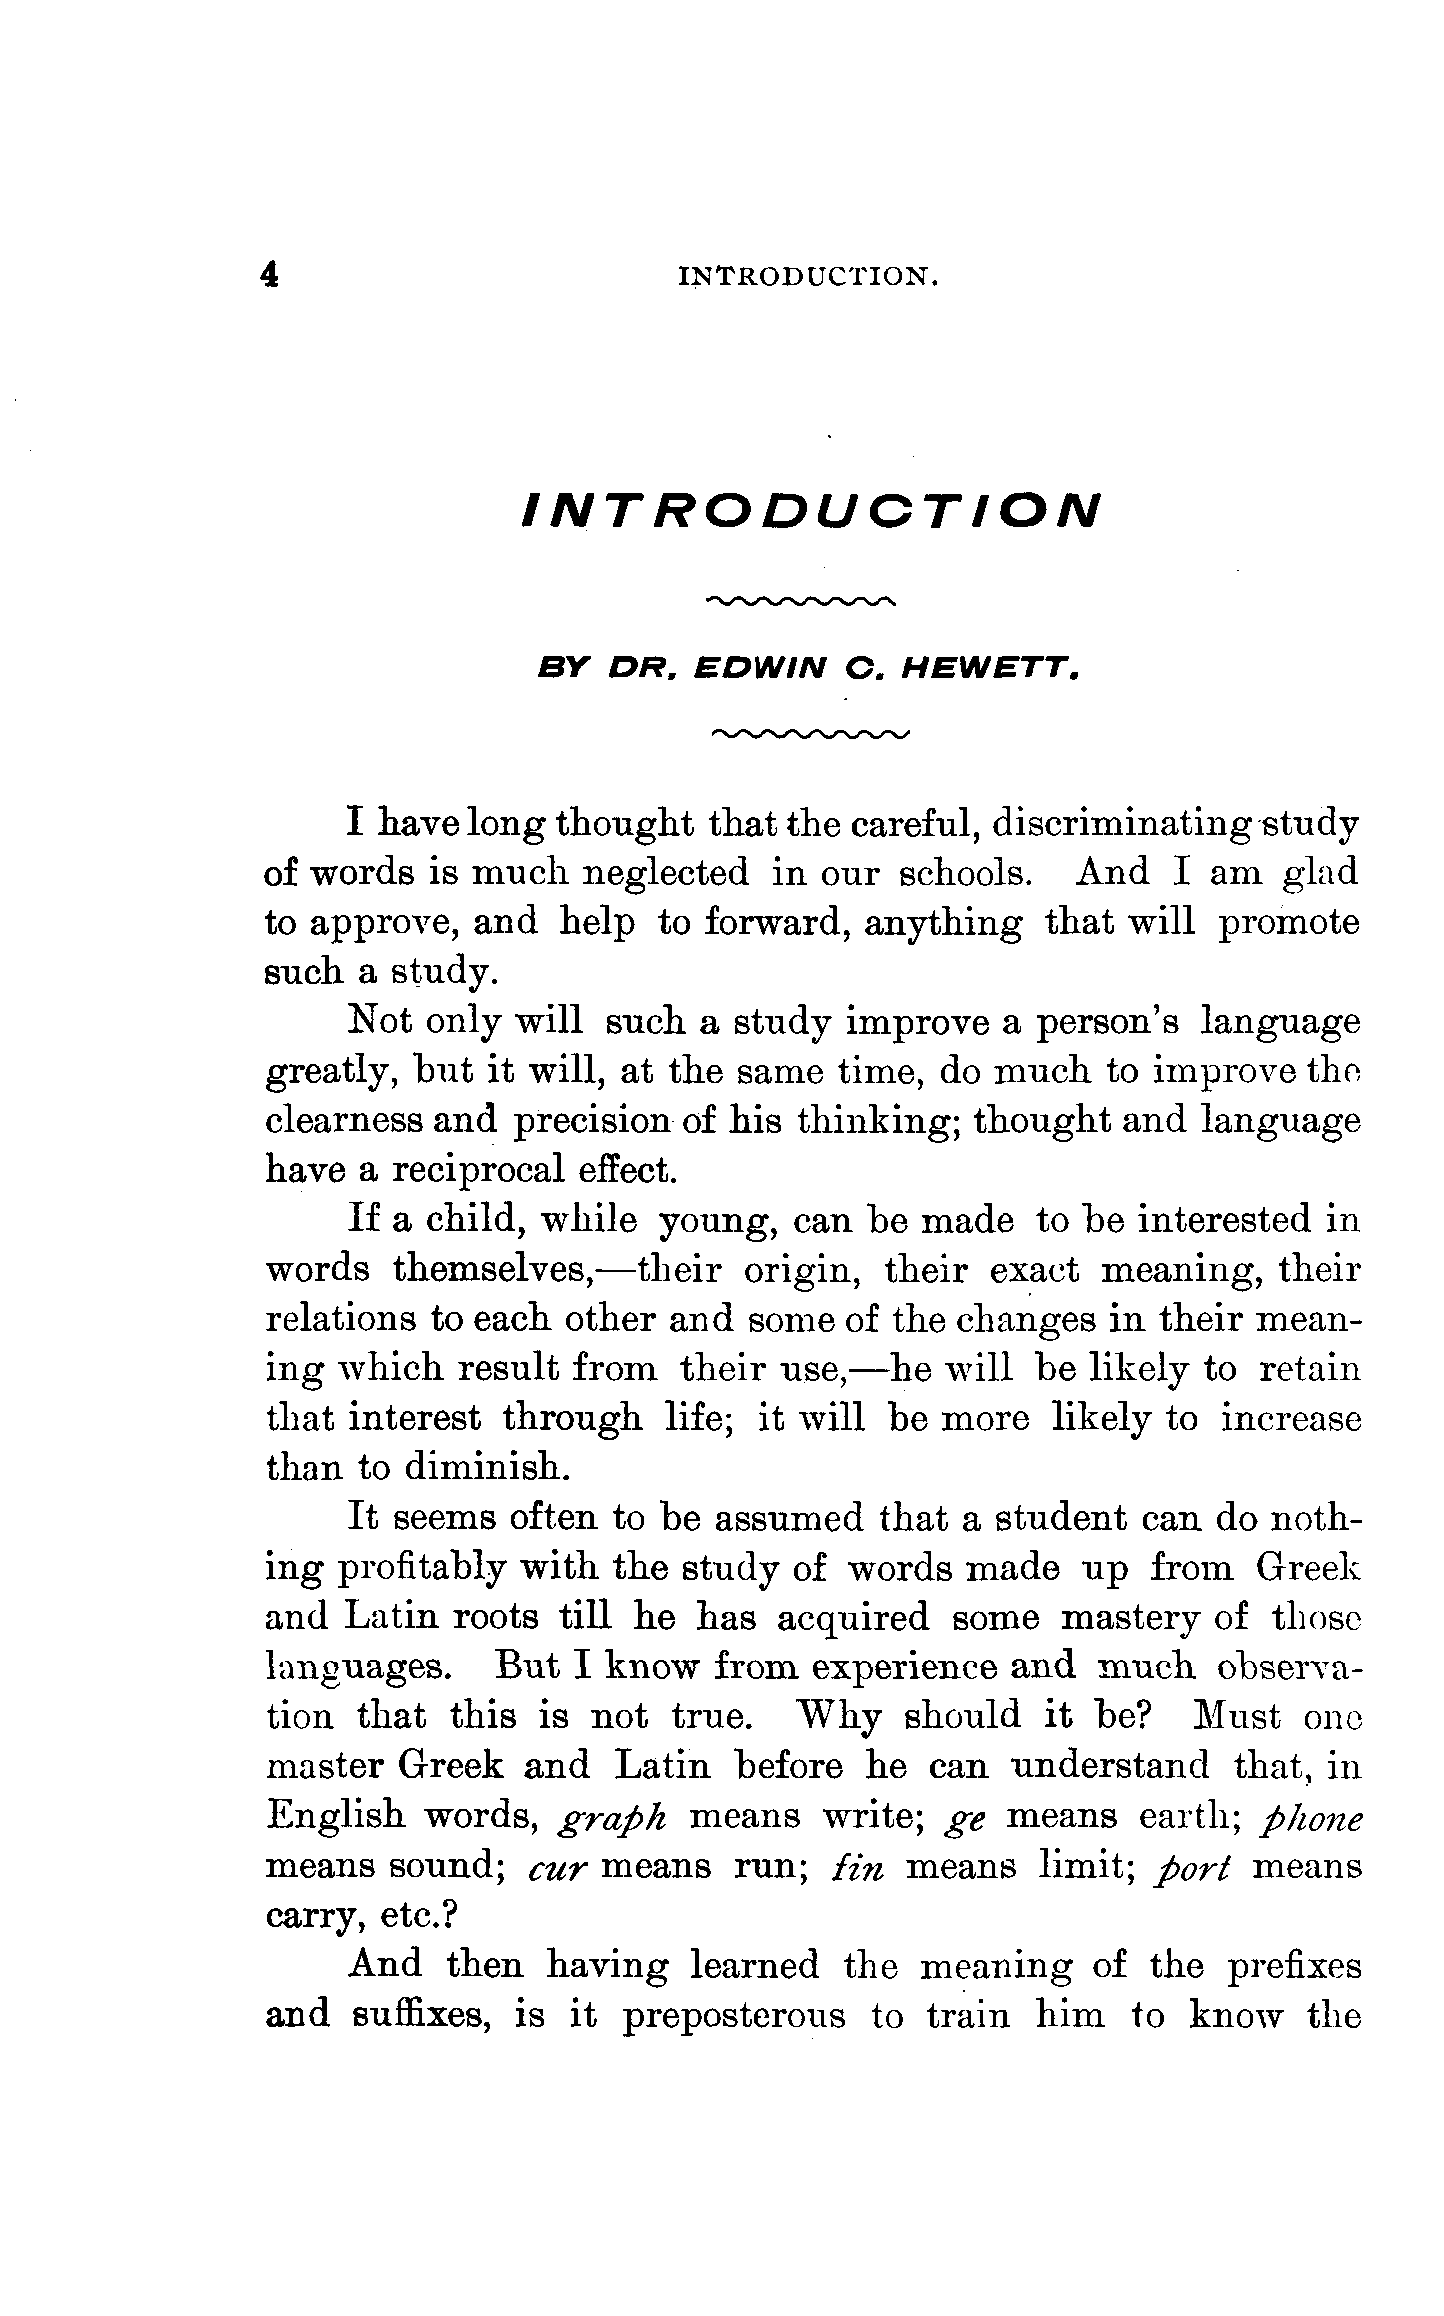 4 INTRODUCTION.
INTRODUCTION
BY DR. EDWIN C. HEWETT.
I have long thought that the careful, discriminating study
of words is much neglected in our schools. And I am glad
to approve, and help to forward, anything that will promote
such a study.
Not only will such a study improve a person's language
greatly, but it will, at the same time, do much to improve the
clearness and precision of his thinking; thought and language
have a reciprocal effect.
If a child, while young, can be made to be interested in
words themselves,—their origin, their exact meaning, their
relations to each other and some of the changes in their mean-
ing which result from their use,—he will be likely to retain
that interest through life; it will be more likely to increase
than to diminish.
It seems often to be assumed that a student can do noth-
ing profitably with the study of words made up from Greek
and Latin roots till he has acquired some mastery of those
languages. But I know from experience and much observa-
tion that this is not true. Why should it be? Must one
master Greek and Latin before he can understand that, in
English words, graph means write; ge means earth; phone
means sound; cur means run; fin means limit; port means
carry, etc.?
And then having learned the meaning of the prefixes
and suffixes, is it preposterous to train him to know the